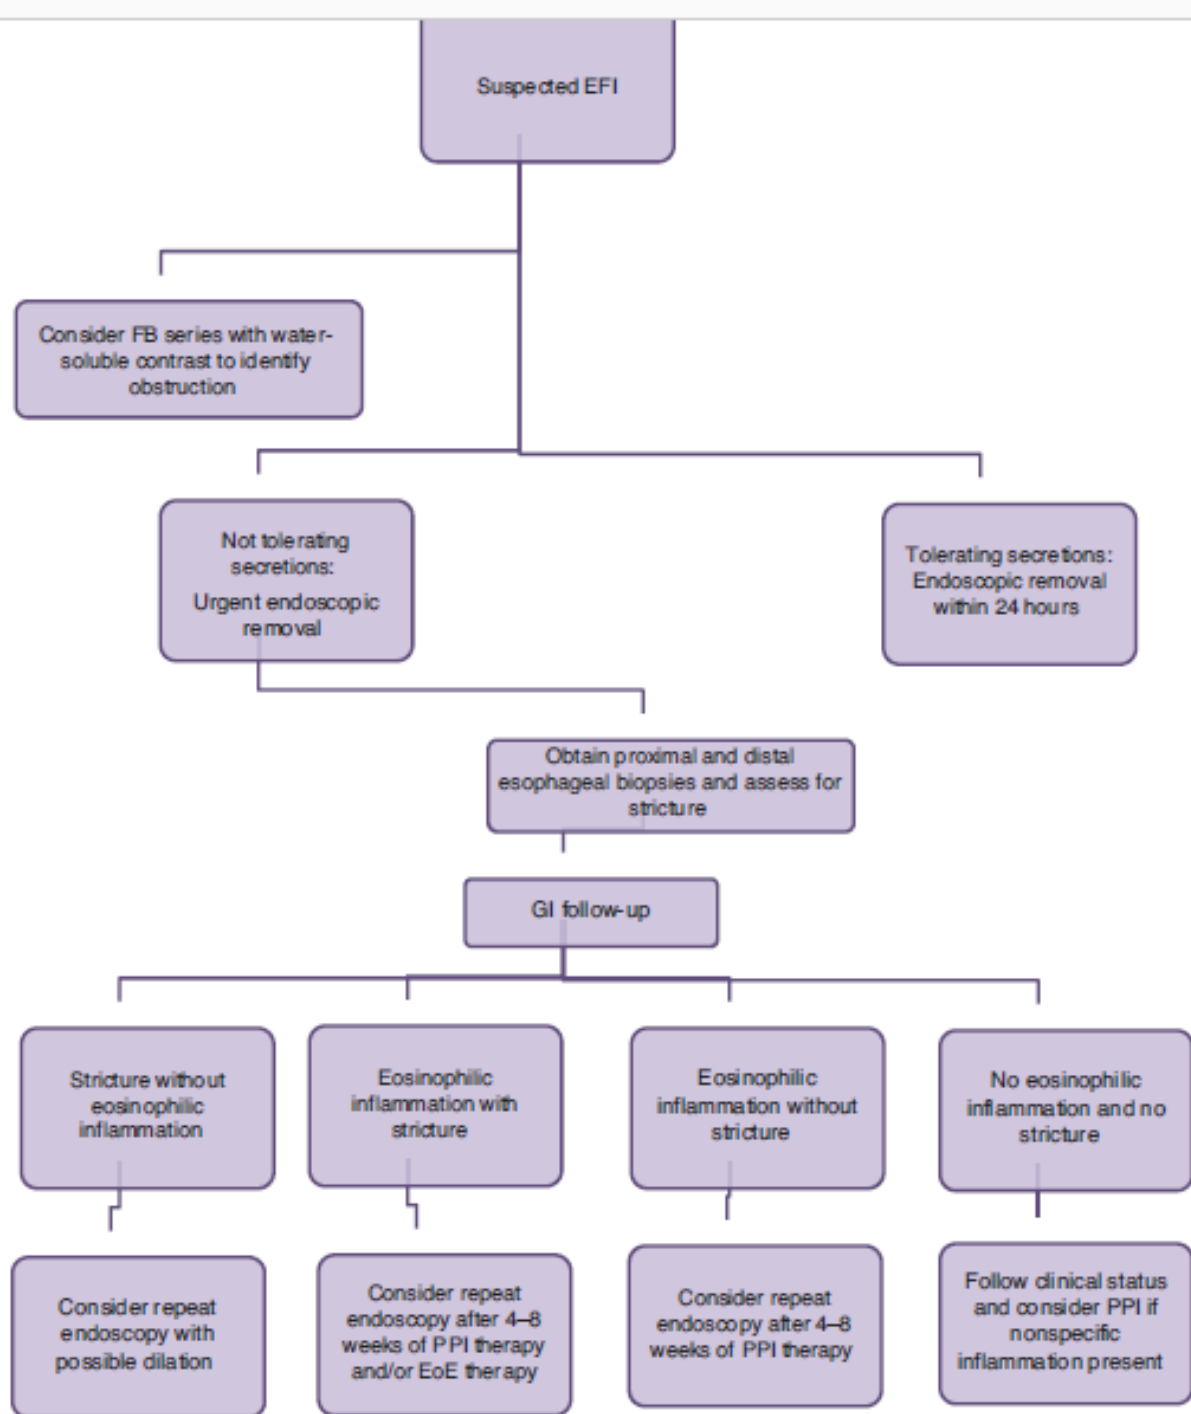 Suspected EFI
Consider FB series with water-
soluble contrast to identify
obstruction
Not tolerating
secretions:
Urgent endoscopic
removal
Tolerating secretions:
Endoscopic removal
within 24 hours
Obtain proximal and distal
esophageal biopsies and assess for
stricture
GI follow-up
Stricture without
eosinophilic
inflammation
Eosinophilic
inflammation with
stricture
Eosinophilic
inflammation without
stricture
No eosinophilic
inflammation and no
stricture
Consider repeat
endoscopy with
possible dilation
Consider repeat
endoscopy after 4–8
weeks of PPI therapy
and/or EoE therapy
Consider repeat
endoscopy after 4–8
weeks of PPI therapy
Follow clinical status
and consider PPI if
nonspecific
inflammation present